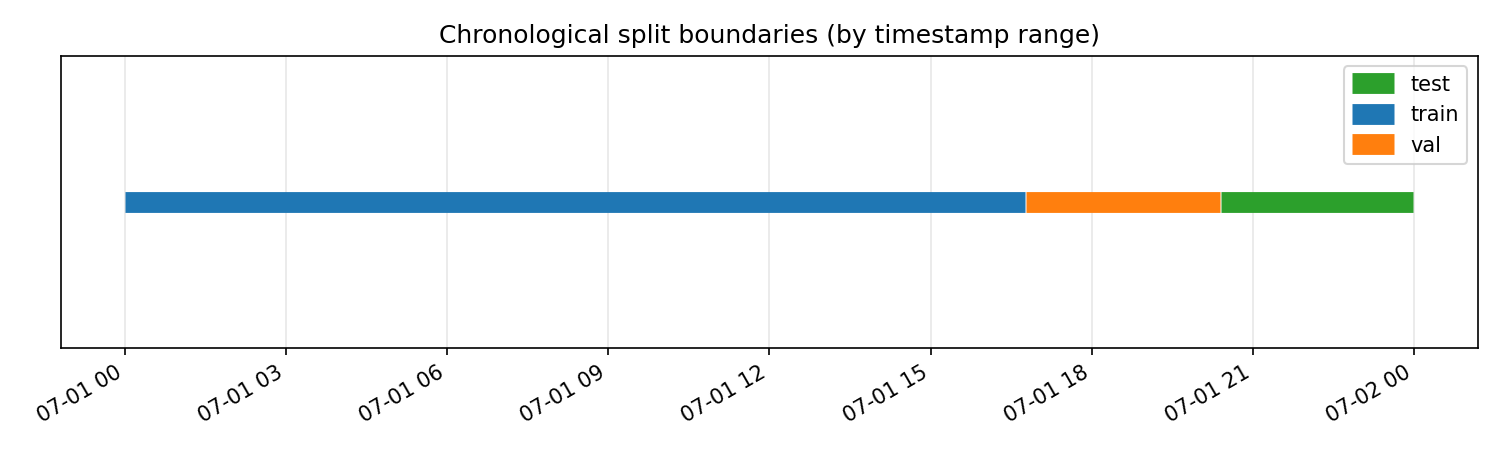 Chronological split boundaries (by timestamp range)
test
train
val
07-01 00
07-01 03
07-01 06
07-01 09
07-01 12
07-01 15
07-01 18
07-01 21
07-02 00